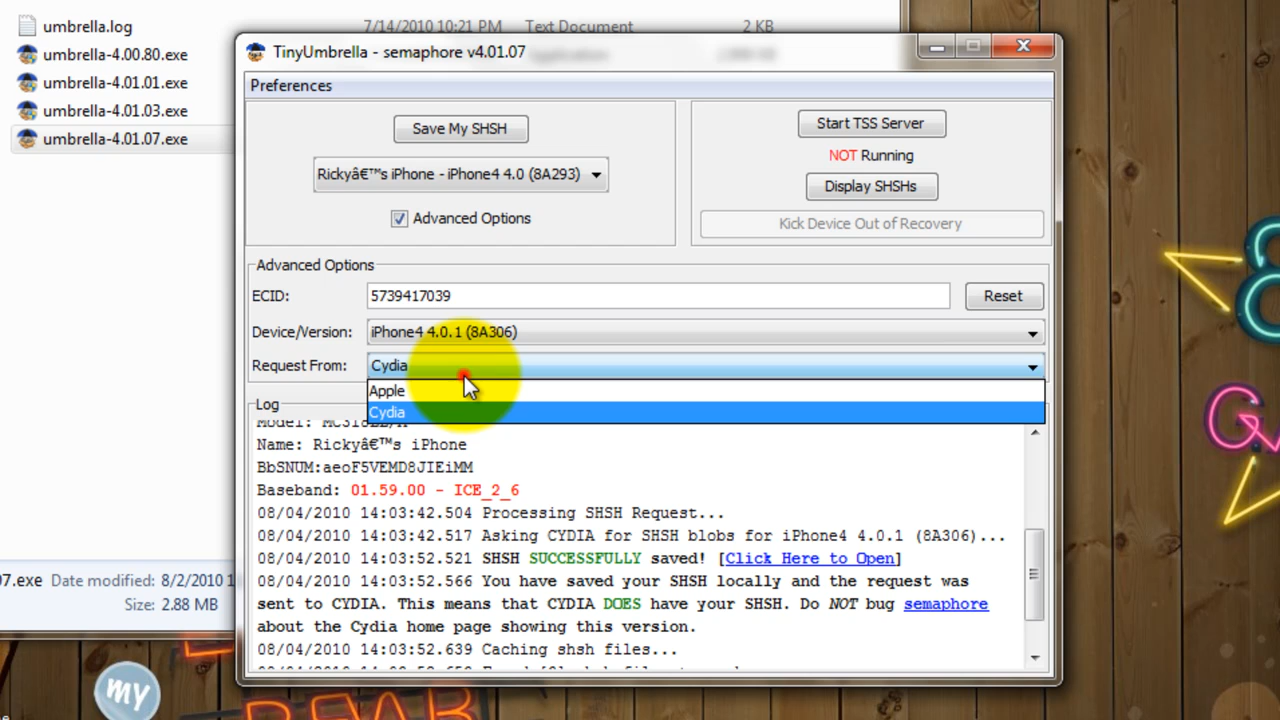 umbrella.log 7/14/2010 10:21 PM Text Document 2 KB
umbrella-4.00.80.exe
umbrella-4.01.01.exe
umbrella-4.01.03.exe
umbrella-4.01.07.exe
TinyUmbrella - semaphore v4.01.07
Preferences
Save My SHSH
Rickyâ€™s iPhone - iPhone4 4.0 (8A293)
Advanced Options
Start TSS Server
NOT Running
Display SHSHs
Kick Device Out of Recovery
Advanced Options
ECID: 5739417039 Reset
Device/Version: iPhone4 4.0.1 (8A306)
Request From: Cydia
Apple
Cydia
Log
Name: Rickyâ€™s iPhone
BbSNUM:aeoF5VEMD8JIEiMM
Baseband: 01.59.00 - ICE_2_6
08/04/2010 14:03:42.504 Processing SHSH Request...
08/04/2010 14:03:42.517 Asking CYDIA for SHSH blobs for iPhone4 4.0.1 (8A306)...
08/04/2010 14:03:52.521 SHSH SUCCESSFULLY saved! [Click Here to Open]
08/04/2010 14:03:52.566 You have saved your SHSH locally and the request was
sent to CYDIA. This means that CYDIA DOES have your SHSH. Do NOT bug semaphore
about the Cydia home page showing this version.
08/04/2010 14:03:52.639 Caching shsh files...
07.exe Date modified: 8/2/2010 1
Size: 2.88 MB
my